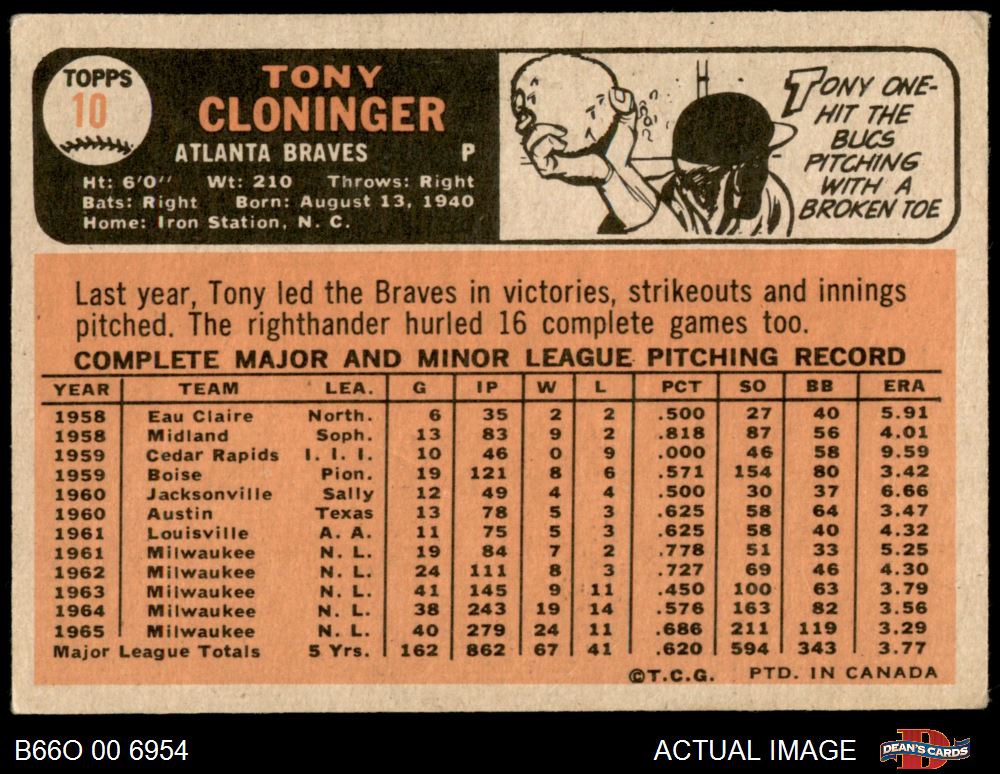 TOPPS
10
TONY
CLONINGER
ATLANTA BRAVES P
Ht: 6'0" Wt: 210 Throws: Right
Bats: Right Born: August 13, 1940
Home: Iron Station, N. C.
TONY ONE-
HIT THE
BUCS
PITCHING
WITH A
BROKEN TOE
Last year, Tony led the Braves in victories, strikeouts and innings
pitched. The righthander hurled 16 complete games too.
COMPLETE MAJOR AND MINOR LEAGUE PITCHING RECORD
YEAR TEAM LEA. G IP W L PCT SO BB ERA
1958 Eau Claire North. 6 35 2 2 .500 27 40 5.91
1958 Midland Soph. 13 83 9 2 .818 87 56 4.01
1959 Cedar Rapids I. I. I. 10 46 0 9 .000 46 58 9.59
1959 Boise Pion. 19 121 8 6 .571 154 80 3.42
1960 Jacksonville Sally 12 49 4 4 .500 30 37 6.66
1960 Austin Texas 13 78 5 3 .625 58 64 3.47
1961 Louisville A. A. 11 75 5 3 .625 58 40 4.32
1961 Milwaukee N. L. 19 84 7 2 .778 51 33 5.25
1962 Milwaukee N. L. 24 111 8 3 .727 69 46 4.30
1963 Milwaukee N. L. 41 145 9 11 .450 100 63 3.79
1964 Milwaukee N. L. 38 243 19 14 .576 163 82 3.56
1965 Milwaukee N. L. 40 279 24 11 .686 211 119 3.29
Major League Totals 5 Yrs. 162 862 67 41 .620 594 343 3.77
©T.C.G. PTD. IN CANADA
B66O 00 6954 ACTUAL IMAGE DEAN'S CARDS